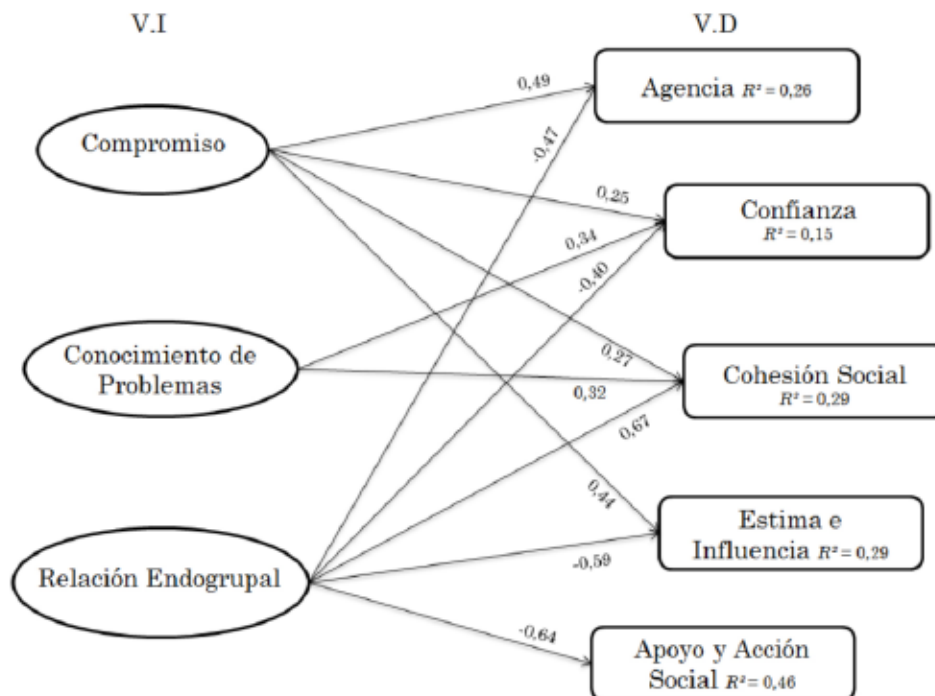 V.I
V.D
Compromiso
Conocimiento de
Problemas
Relación Endogrupal
0,49
-0,47
0,25
0,34
-0,40
0,27
0,32
0,67
0,44
-0,59
-0,64
Agencia R² = 0,26
Confianza
R² = 0,15
Cohesión Social
R² = 0,29
Estima e
Influencia R² = 0,29
Apoyo y Acción
Social R² = 0,46